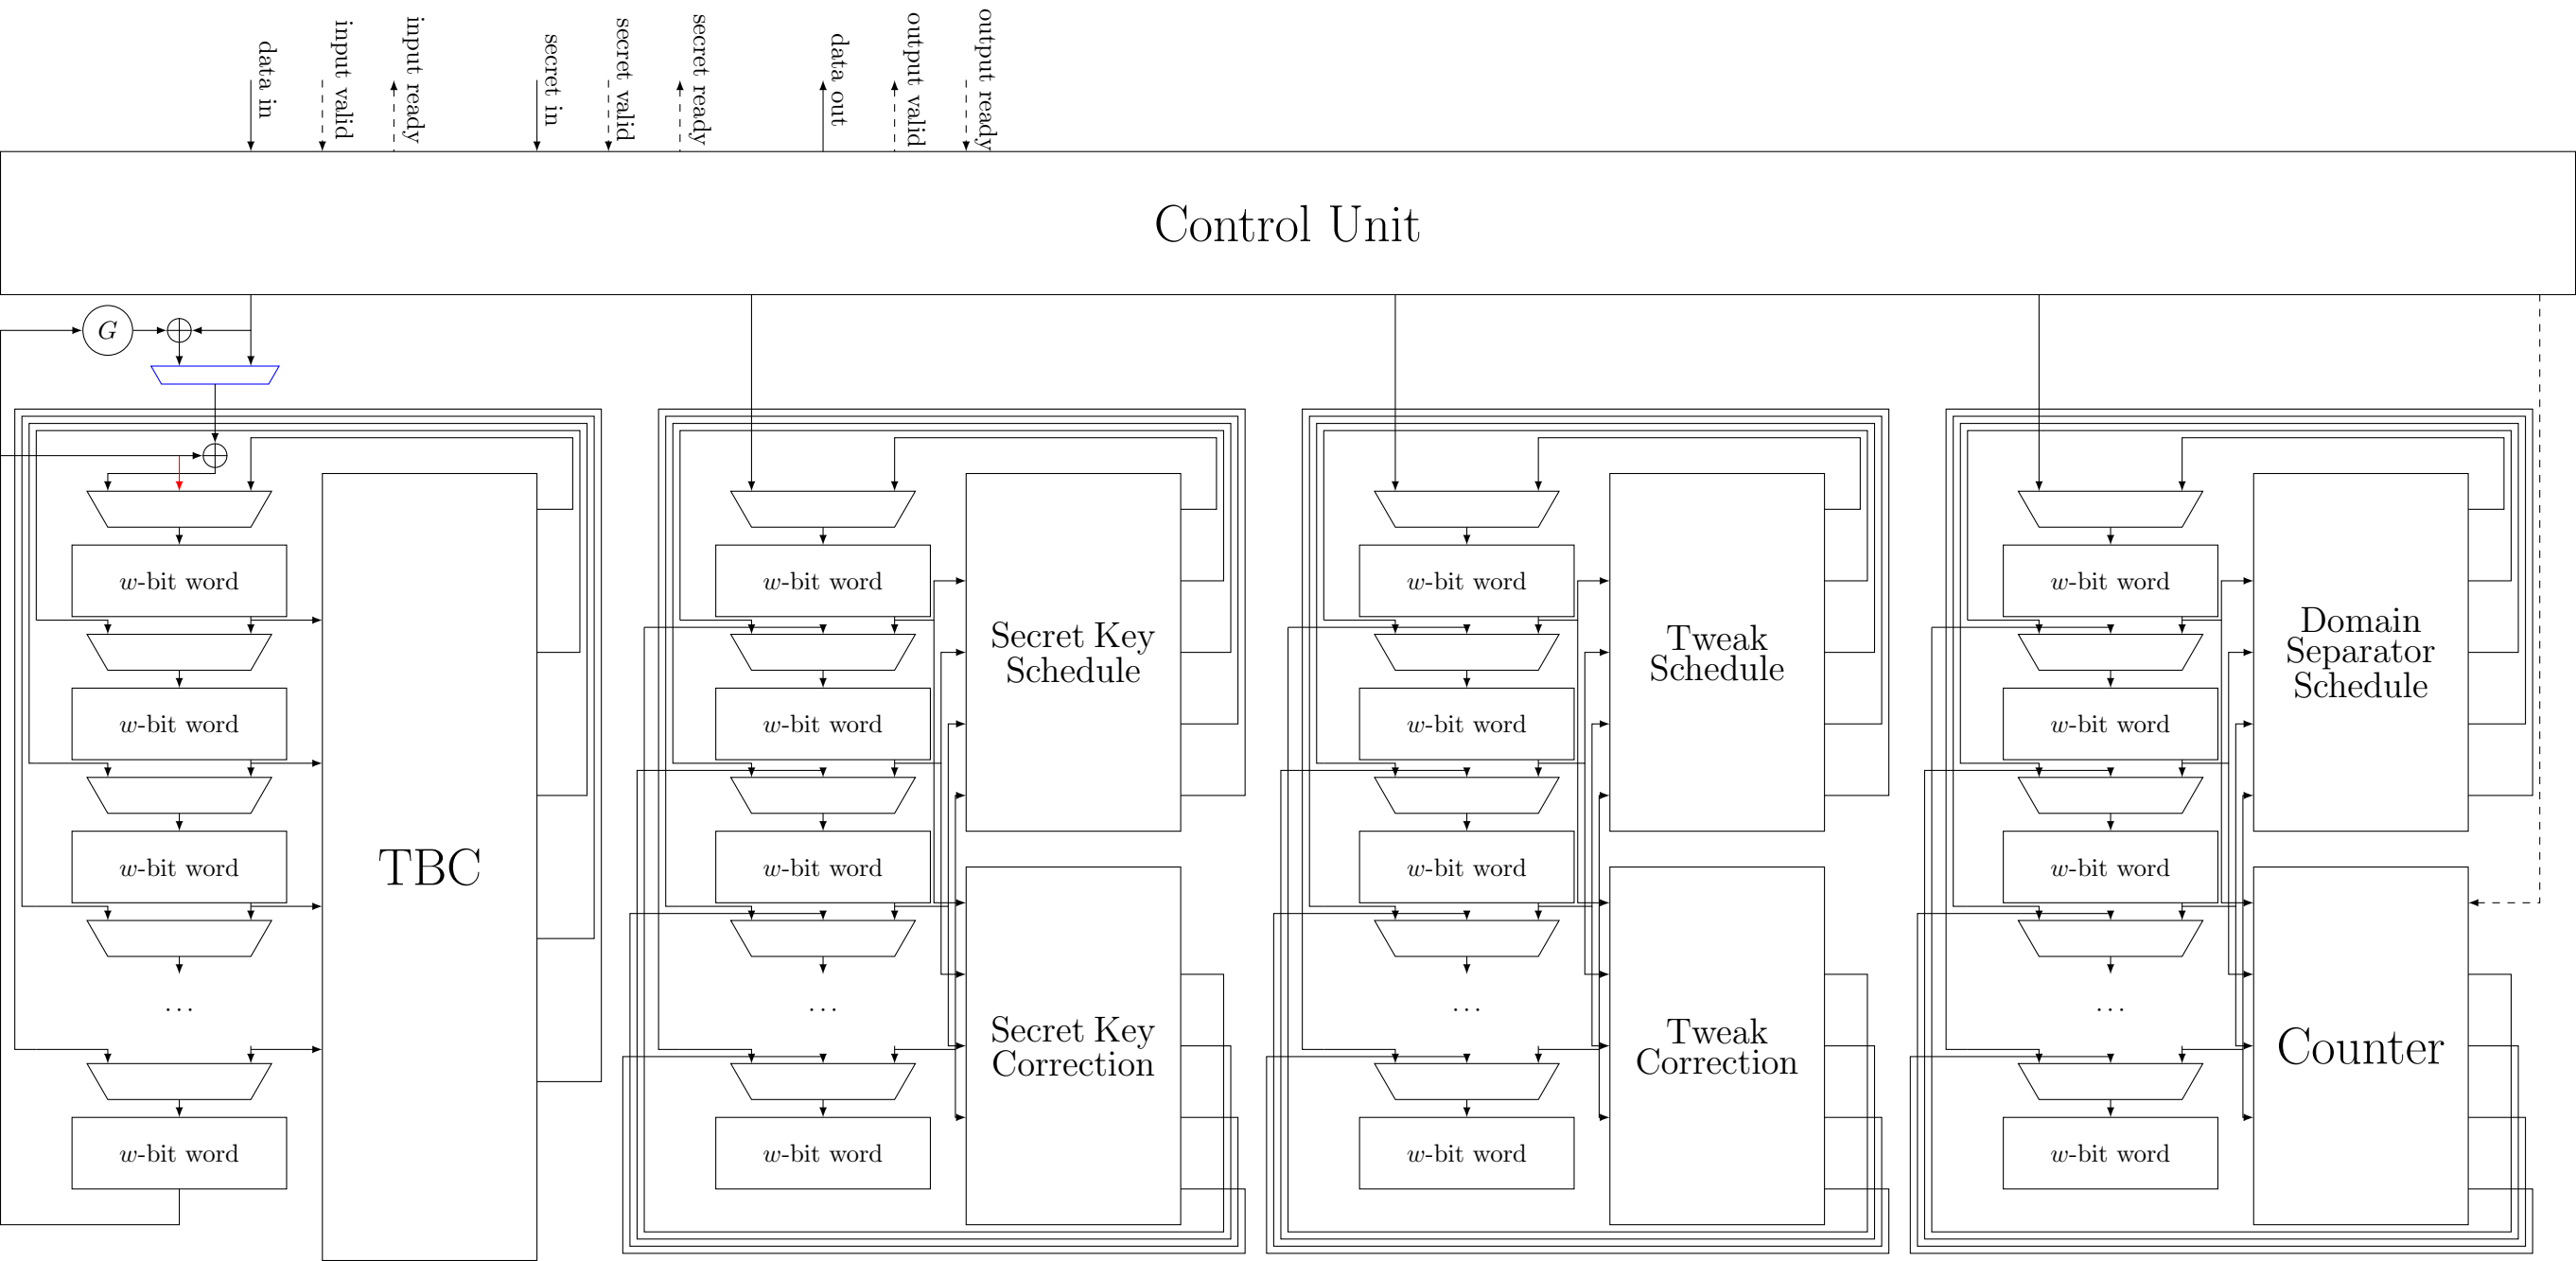 data in
input valid
input ready
secret in
secret valid
secret ready
data out
output valid
output ready
Control Unit
G
w-bit word
w-bit word
w-bit word
...
w-bit word
TBC
w-bit word
w-bit word
w-bit word
...
w-bit word
Secret Key
Schedule
Secret Key
Correction
w-bit word
w-bit word
w-bit word
...
w-bit word
Tweak
Schedule
Tweak
Correction
w-bit word
w-bit word
w-bit word
...
w-bit word
Domain
Separator
Schedule
Counter